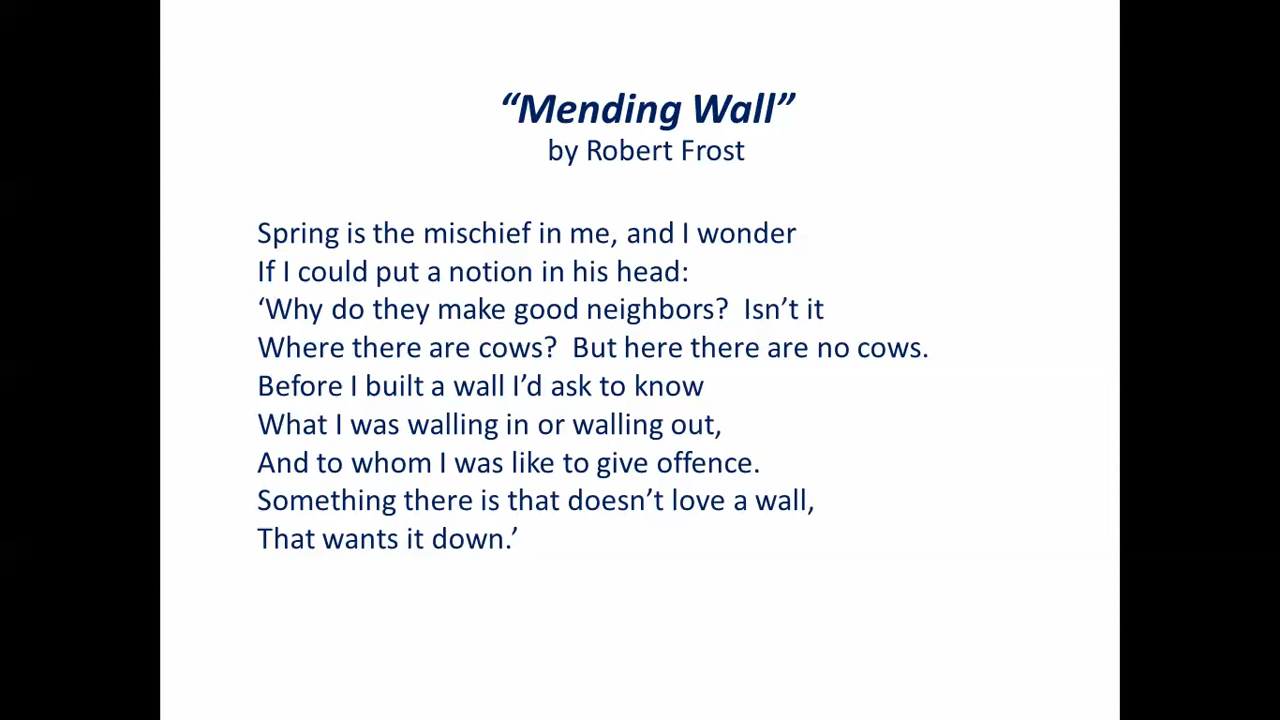 “Mending Wall”
by Robert Frost
Spring is the mischief in me, and I wonder
If I could put a notion in his head:
‘Why do they make good neighbors?  Isn’t it
Where there are cows?  But here there are no cows.
Before I built a wall I’d ask to know
What I was walling in or walling out,
And to whom I was like to give offence.
Something there is that doesn’t love a wall,
That wants it down.’